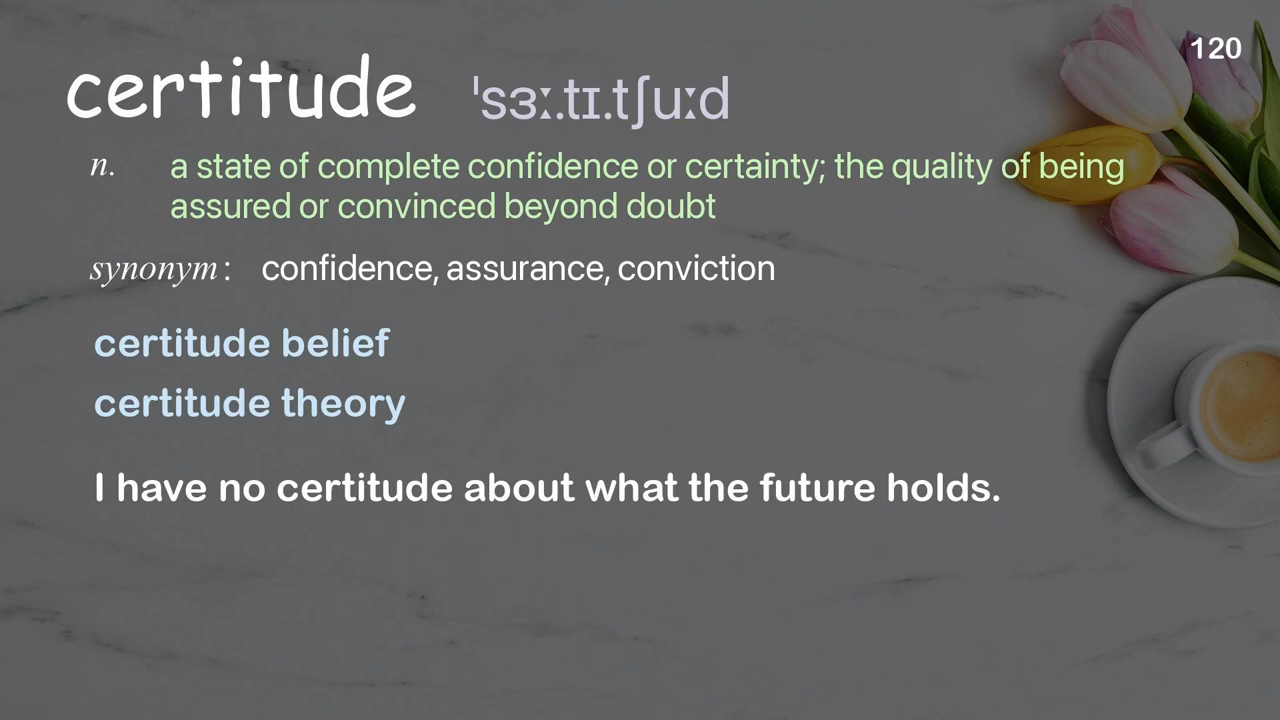 120
certitude ˈsɜː.tɪ.tʃuːd
n. a state of complete confidence or certainty; the quality of being
assured or convinced beyond doubt
synonym: confidence, assurance, conviction
certitude belief
certitude theory
I have no certitude about what the future holds.